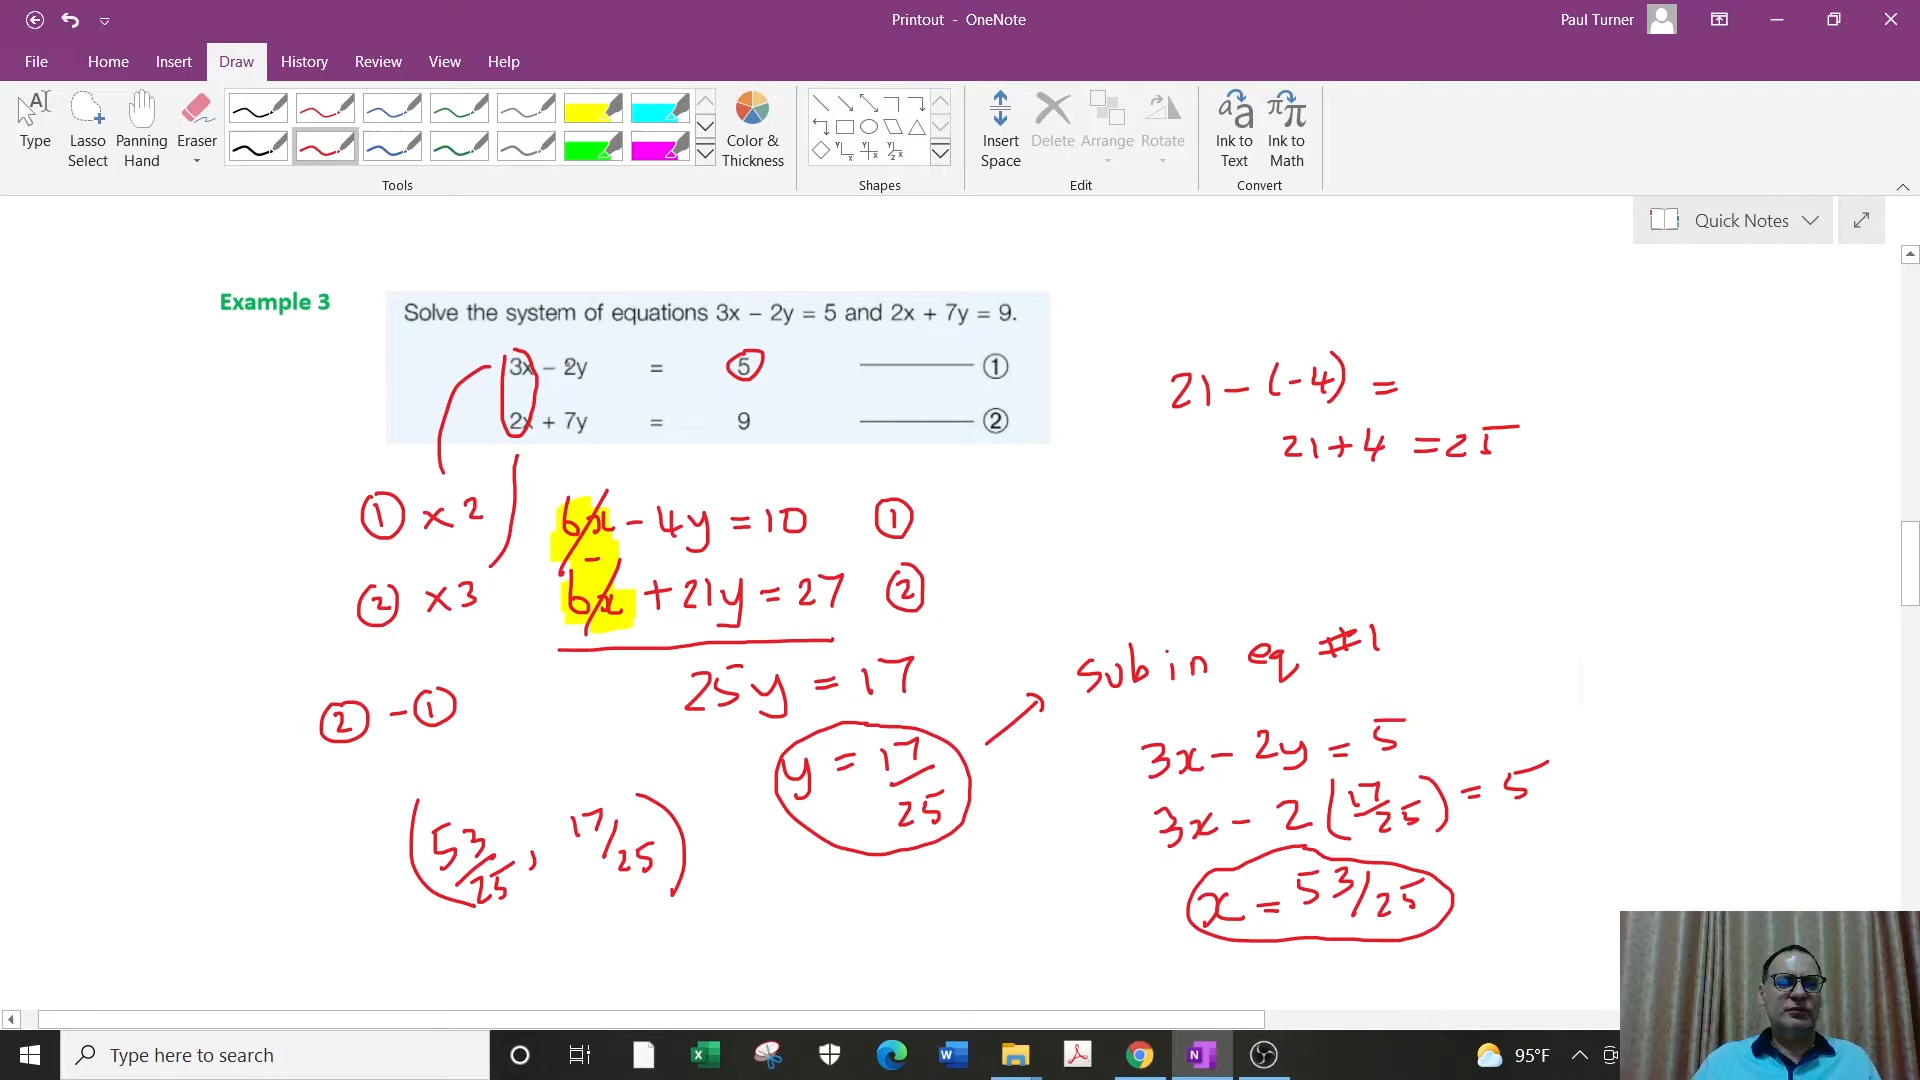 Printout - OneNote
Paul Turner
File Home Insert Draw History Review View Help
Type
Lasso Select
Panning Hand
Eraser
Color & Thickness
Insert Space
Delete
Arrange
Rotate
Ink to Text
Ink to Math
Tools
Shapes
Edit
Convert
Quick Notes
Example 3
Solve the system of equations 3x – 2y = 5 and 2x + 7y = 9.
3x – 2y = 5 ①
2x + 7y = 9 ②
21 - (-4) =
21 + 4 = 25
① x 2 6x - 4y = 10 ①
-
② x 3 6x + 21y = 27 ②
25y = 17
② - ①
y = 17/25
sub in eq #1
3x - 2y = 5
3x - 2 (17/25) = 5
x = 53/25
(53/25, 17/25)
Type here to search
95°F